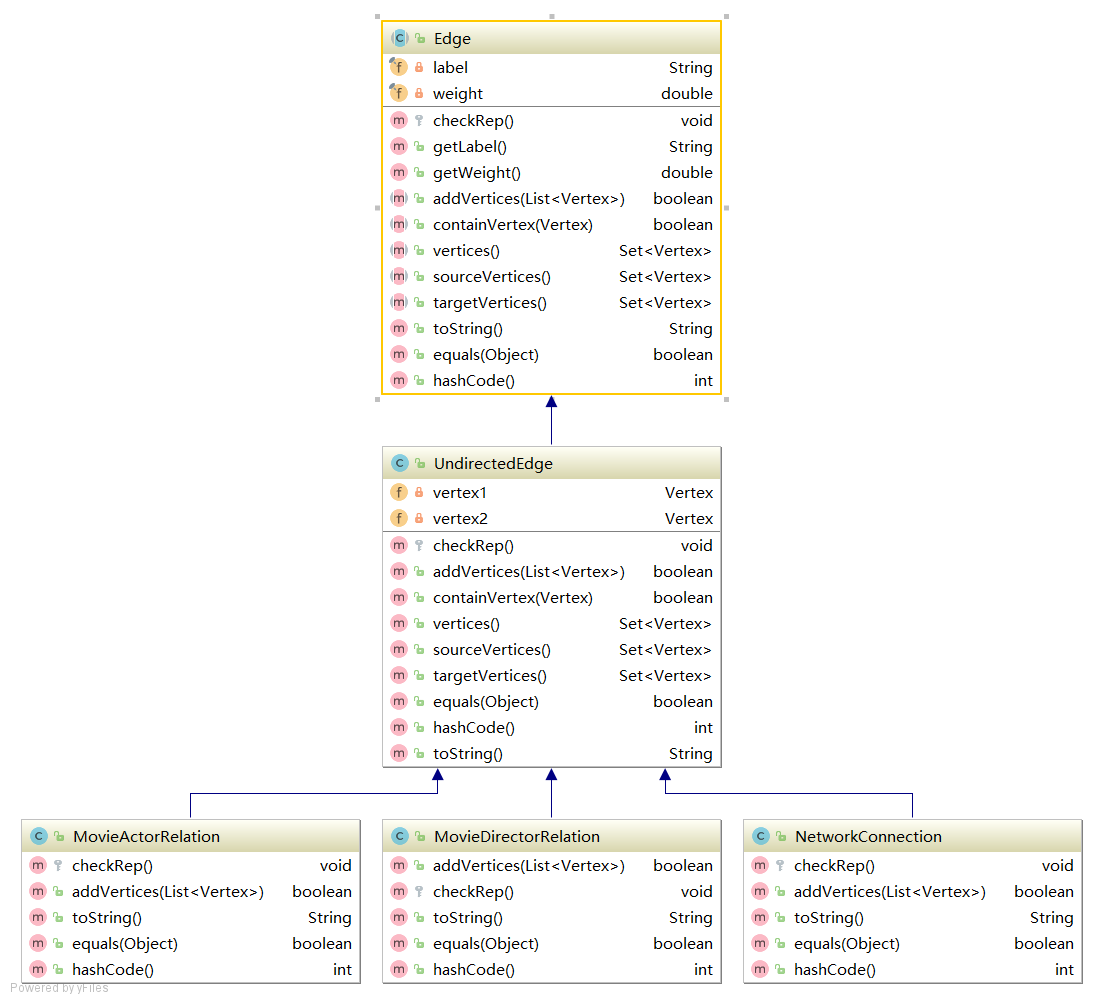 Edge
label String
weight double
checkRep() void
getLabel() String
getWeight() double
addVertices(List<Vertex>) boolean
containVertex(Vertex) boolean
vertices() Set<Vertex>
sourceVertices() Set<Vertex>
targetVertices() Set<Vertex>
toString() String
equals(Object) boolean
hashCode() int
UndirectedEdge
vertex1 Vertex
vertex2 Vertex
checkRep() void
addVertices(List<Vertex>) boolean
containVertex(Vertex) boolean
vertices() Set<Vertex>
sourceVertices() Set<Vertex>
targetVertices() Set<Vertex>
equals(Object) boolean
hashCode() int
toString() String
MovieActorRelation
checkRep() void
addVertices(List<Vertex>) boolean
toString() String
equals(Object) boolean
hashCode() int
MovieDirectorRelation
addVertices(List<Vertex>) boolean
checkRep() void
toString() String
equals(Object) boolean
hashCode() int
NetworkConnection
checkRep() void
addVertices(List<Vertex>) boolean
toString() String
equals(Object) boolean
hashCode() int
Powered by yFiles